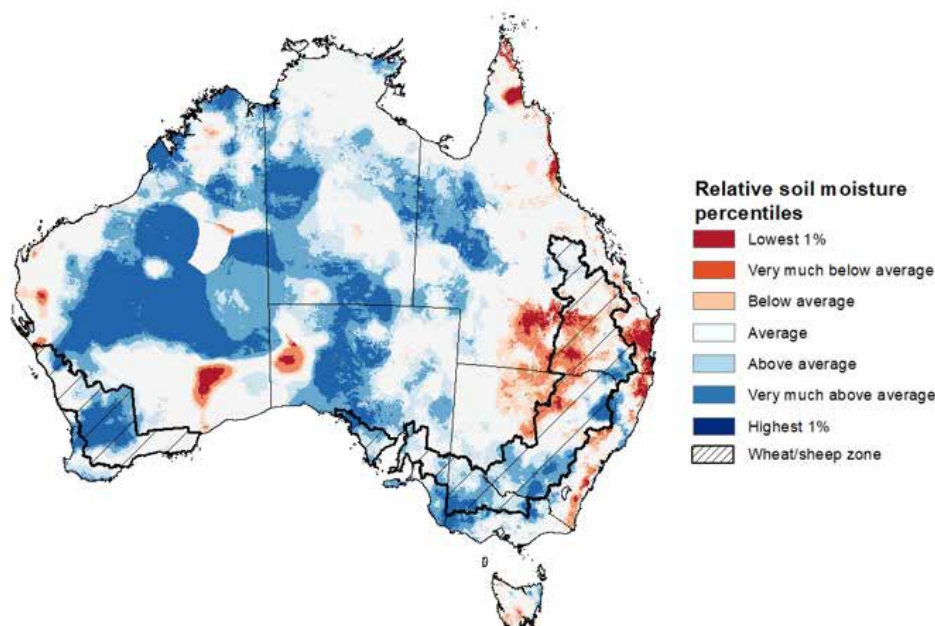 Relative soil moisture
percentiles
Lowest 1%
Very much below average
Below average
Average
Above average
Very much above average
Highest 1%
Wheat/sheep zone